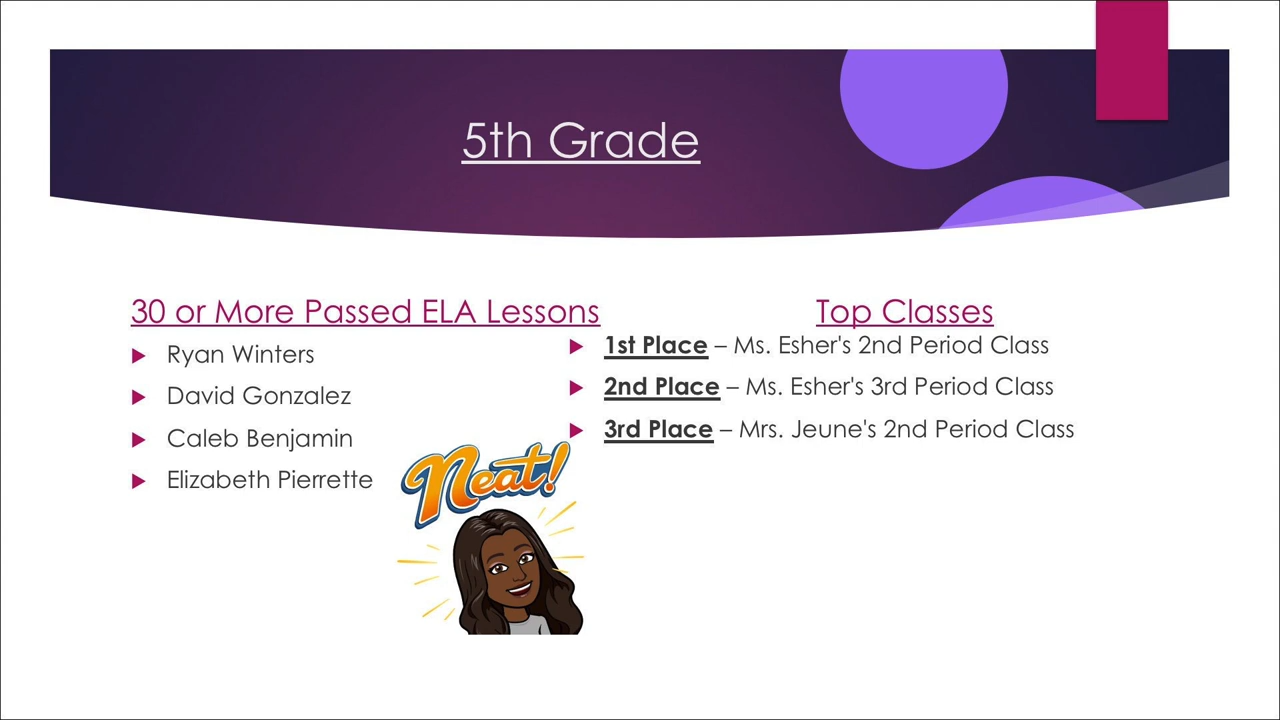 5th Grade
30 or More Passed ELA Lessons
Ryan Winters
David Gonzalez
Caleb Benjamin
Elizabeth Pierrette
Top Classes
1st Place – Ms. Esher's 2nd Period Class
2nd Place – Ms. Esher's 3rd Period Class
3rd Place – Mrs. Jeune's 2nd Period Class
Neat!